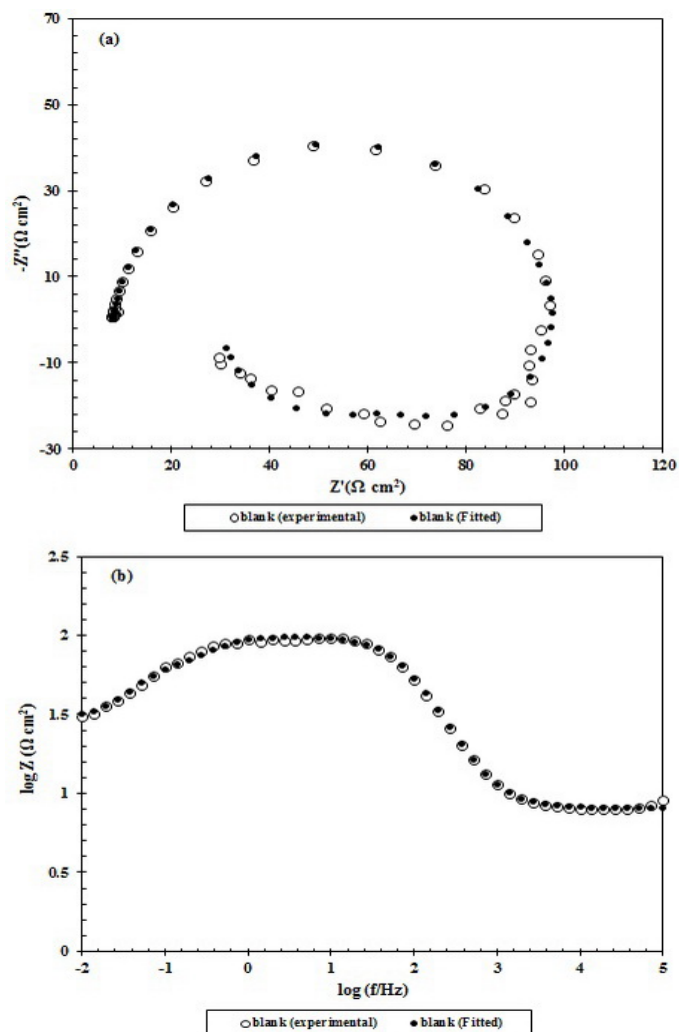 (a)
70
50
30
10
-10
-30
-Z"(Ω cm²)
0 20 40 60 80 100 120
Z'(Ω cm²)
blank (experimental) blank (Fitted)
(b)
2.5
2
1.5
1
0.5
0
log Z (Ω cm²)
-2 -1 0 1 2 3 4 5
log (f/Hz)
blank (experimental) blank (Fitted)